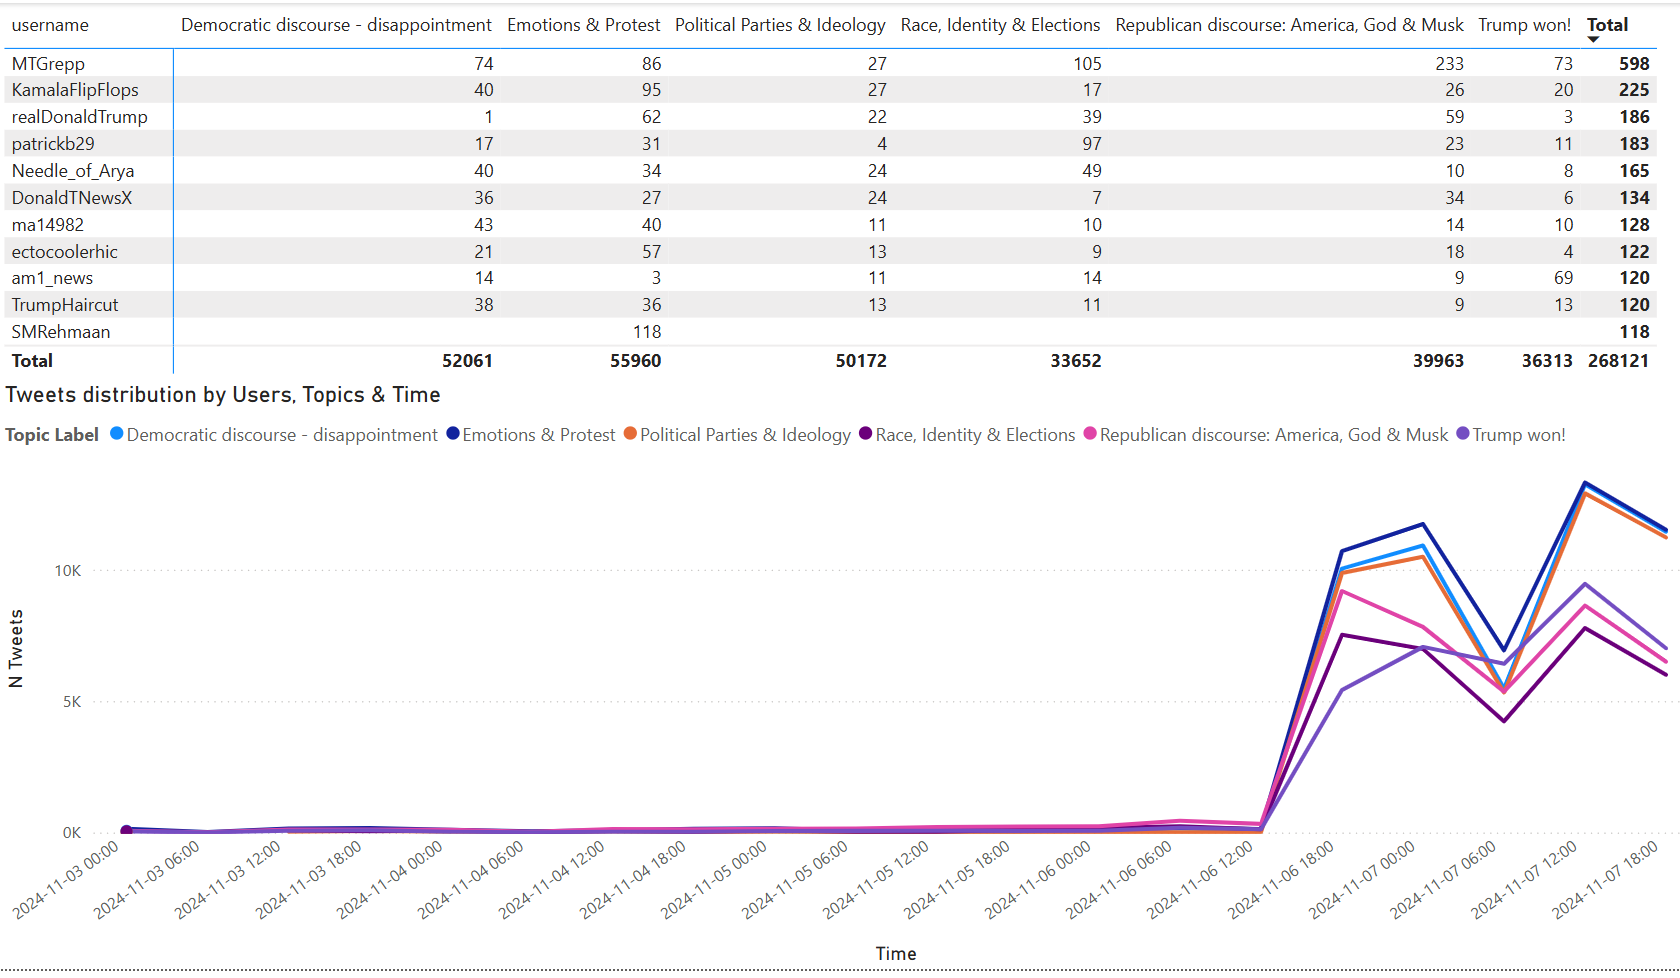 username Democratic discourse - disappointment Emotions & Protest Political Parties & Ideology Race, Identity & Elections Republican discourse: America, God & Musk Trump won! Total
MTGrepp 74 86 27 105 233 73 598
KamalaFlipFlops 40 95 27 17 26 20 225
realDonaldTrump 1 62 22 39 59 3 186
patrickb29 17 31 4 97 23 11 183
Needle_of_Arya 40 34 24 49 10 8 165
DonaldTNewsX 36 27 24 7 34 6 134
ma14982 43 40 11 10 14 10 128
ectocoolerhic 21 57 13 9 18 4 122
am1_news 14 3 11 14 9 69 120
TrumpHaircut 38 36 13 11 9 13 120
SMRehmaan 118 118
Total 52061 55960 50172 33652 39963 36313 268121
Tweets distribution by Users, Topics & Time
Topic Label Democratic discourse - disappointment Emotions & Protest Political Parties & Ideology Race, Identity & Elections Republican discourse: America, God & Musk Trump won!
N Tweets
10K
5K
0K
2024-11-03 00:00
2024-11-03 06:00
2024-11-03 12:00
2024-11-03 18:00
2024-11-04 00:00
2024-11-04 06:00
2024-11-04 12:00
2024-11-04 18:00
2024-11-05 00:00
2024-11-05 06:00
2024-11-05 12:00
2024-11-05 18:00
2024-11-06 00:00
2024-11-06 06:00
2024-11-06 12:00
2024-11-06 18:00
2024-11-07 00:00
2024-11-07 06:00
2024-11-07 12:00
2024-11-07 18:00
Time